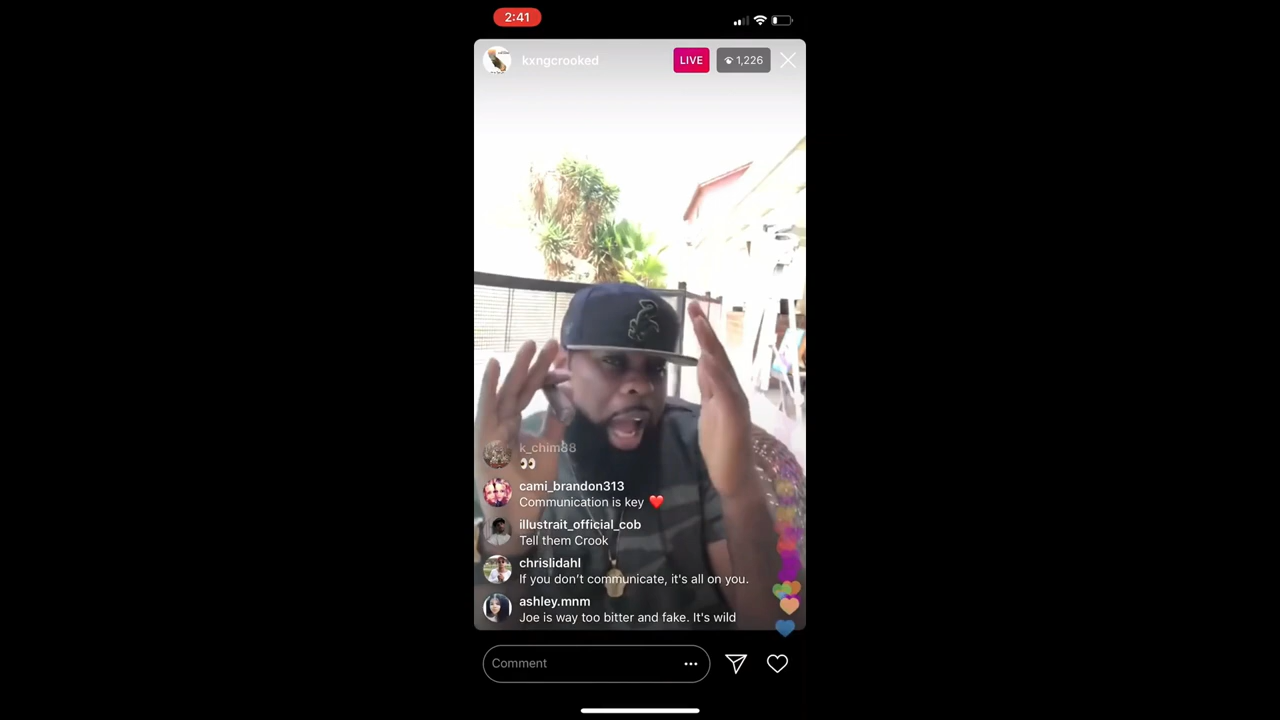 2:41
kxngcrooked
LIVE
1,226
k_chim88
cami_brandon313
Communication is key
illustrait_official_cob
Tell them Crook
chrislidahl
If you don’t communicate, it's all on you.
ashley.mnm
Joe is way too bitter and fake. It's wild
Comment